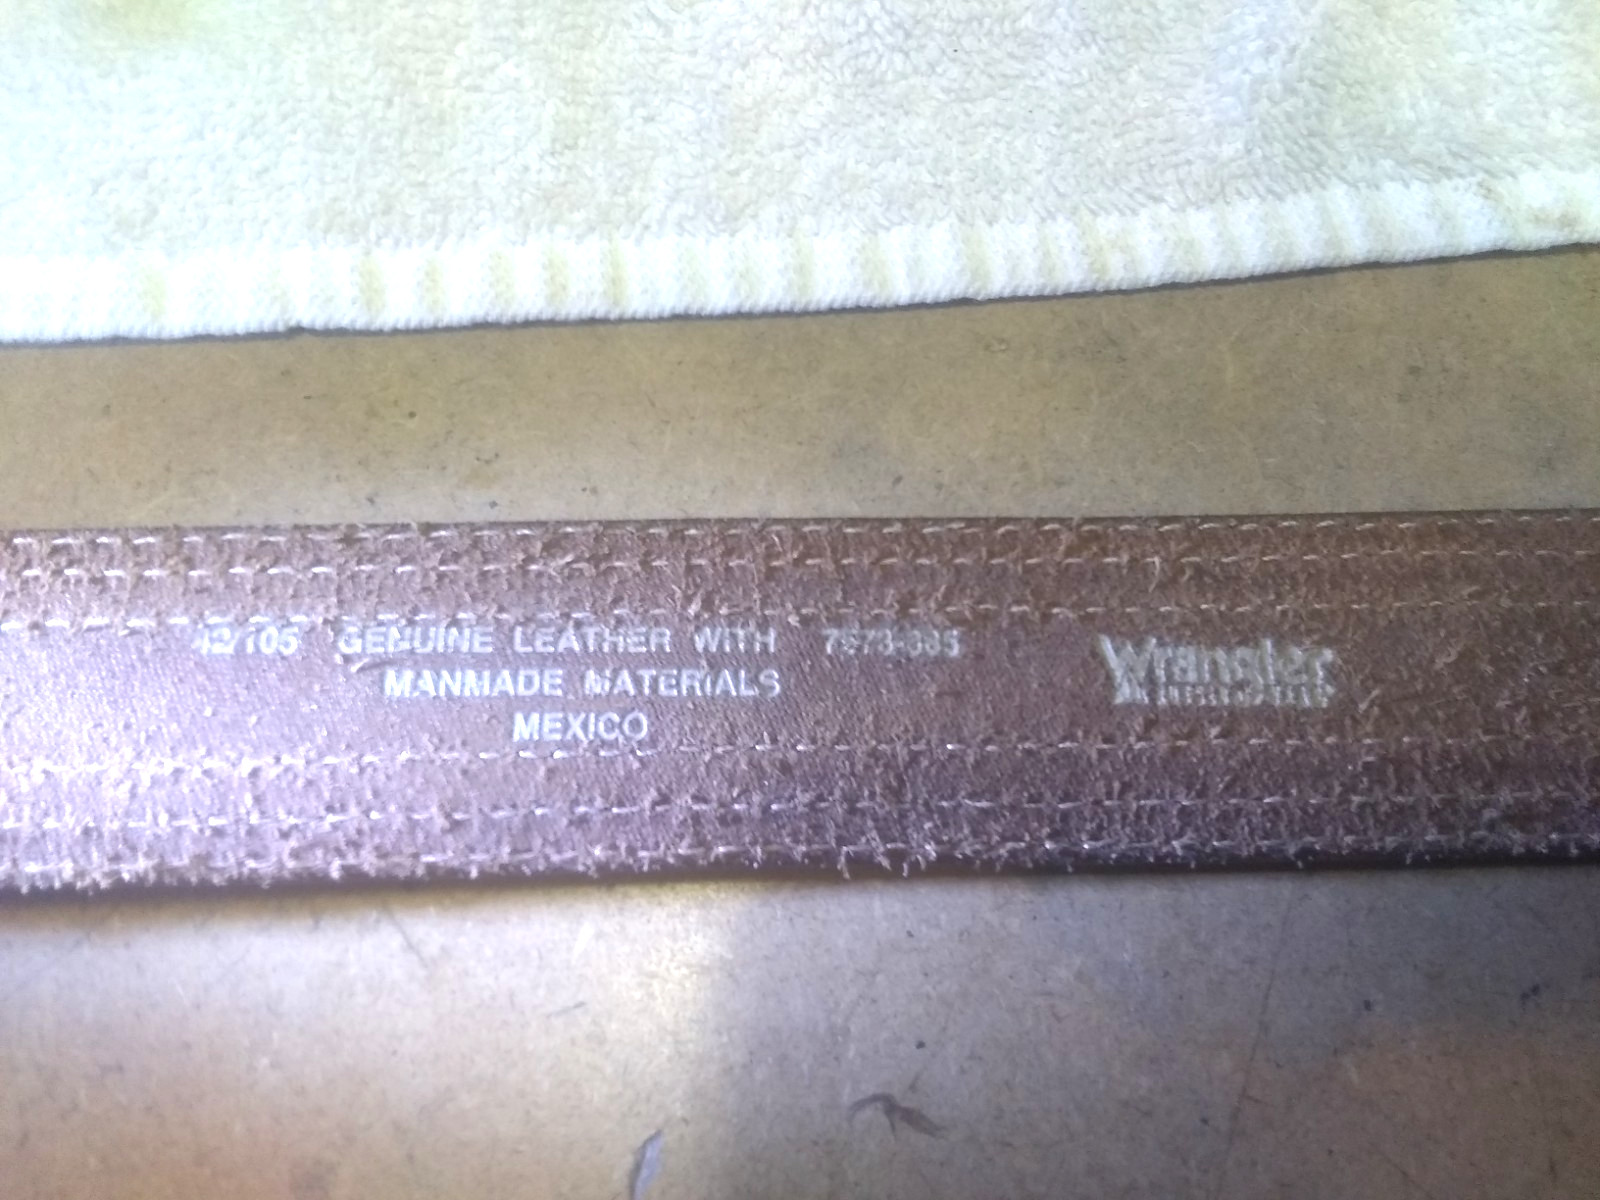 42/105 GENUINE LEATHER WITH
MANMADE MATERIALS
MEXICO
Wrangler